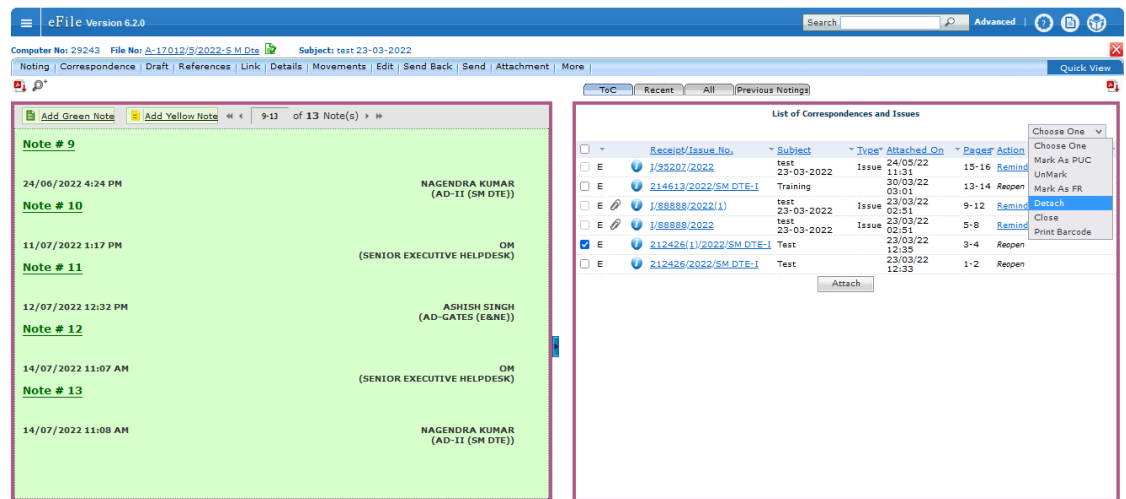 eFile Version 6.2.0
Search
Advanced |
Computer No: 29243 File No: A-17012/5/2022-S M Dte Subject: test 23-03-2022
Noting | Correspondence | Draft | References | Link | Details | Movements | Edit | Send Back | Send | Attachment | More |
Quick View
Add Green Note Add Yellow Note 9-13 of 13 Note(s)
Note # 9
24/06/2022 4:24 PM NAGENDRA KUMAR
(AD-II (SM DTE))
Note # 10
11/07/2022 1:17 PM OM
(SENIOR EXECUTIVE HELPDESK)
Note # 11
12/07/2022 12:32 PM ASHISH SINGH
(AD-GATES (E&NE))
Note # 12
14/07/2022 11:07 AM OM
(SENIOR EXECUTIVE HELPDESK)
Note # 13
14/07/2022 11:08 AM NAGENDRA KUMAR
(AD-II (SM DTE))
ToC Recent All Previous Notings
List of Correspondences and Issues
Choose One
Receipt/Issue No. Subject Type Attached On Pages Action
E I/95207/2022 test 23-03-2022 Issue 24/05/22 11:31 15-16 Remind
E 214613/2022/SM DTE-I Training 30/03/22 03:01 13-14 Reopen
E I/88888/2022(1) test 23-03-2022 Issue 23/03/22 02:51 9-12 Remind
E I/88888/2022 test 23-03-2022 Issue 23/03/22 02:51 5-8 Remind
E 212426(1)/2022/SM DTE-I Test 23/03/22 12:35 3-4 Reopen
E 212426/2022/SM DTE-I Test 23/03/22 12:33 1-2 Reopen
Choose One
Mark As PUC
UnMark
Mark As FR
Detach
Close
Print Barcode
Attach